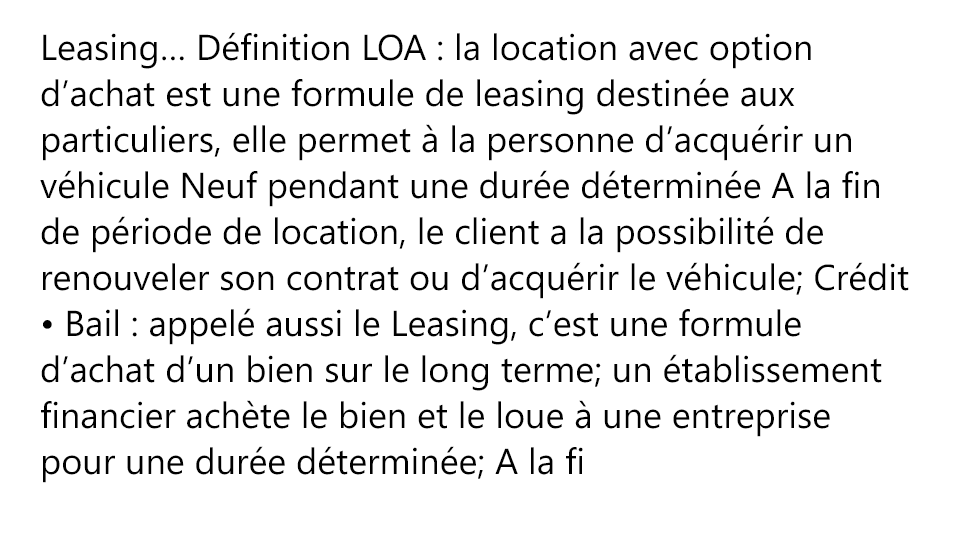 Leasing… Définition LOA : la location avec option
d’achat est une formule de leasing destinée aux
particuliers, elle permet à la personne d’acquérir un
véhicule Neuf pendant une durée déterminée A la fin
de période de location, le client a la possibilité de
renouveler son contrat ou d’acquérir le véhicule; Crédit
• Bail : appelé aussi le Leasing, c’est une formule
d’achat d’un bien sur le long terme; un établissement
financier achète le bien et le loue à une entreprise
pour une durée déterminée; A la fi